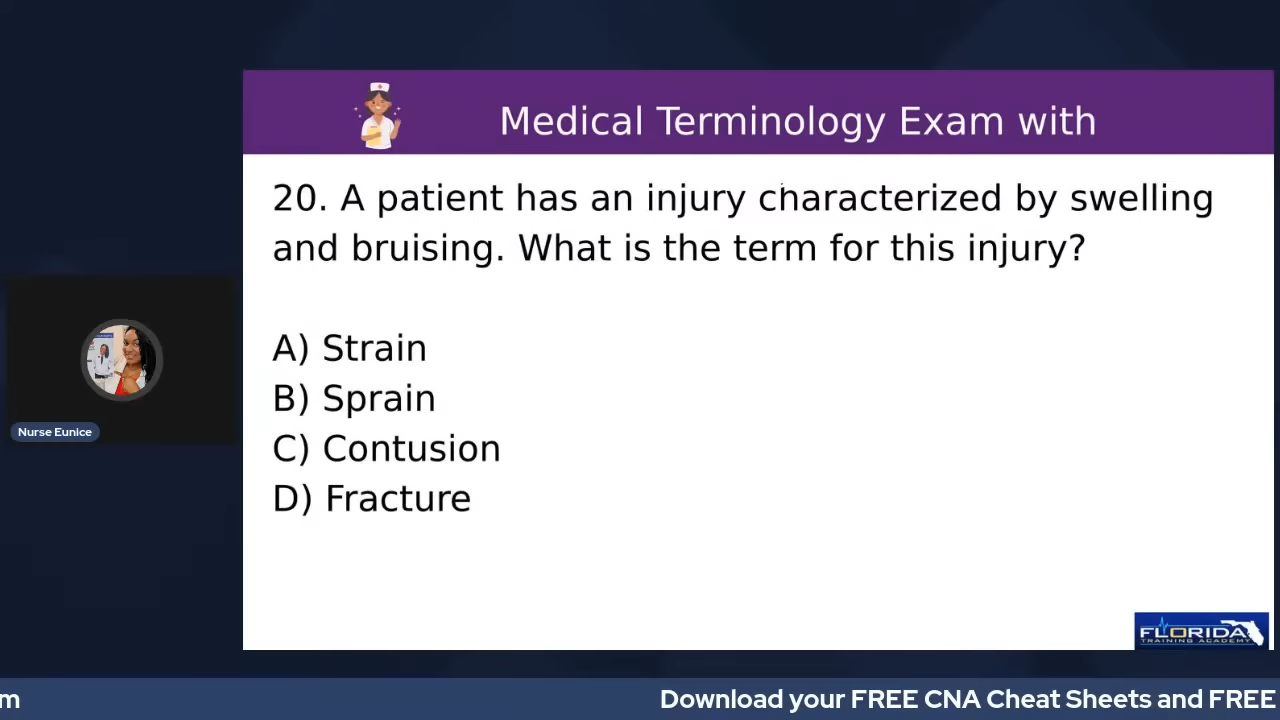 Medical Terminology Exam with
20. A patient has an injury characterized by swelling
and bruising. What is the term for this injury?
A) Strain
B) Sprain
C) Contusion
D) Fracture
Nurse Eunice
FLORIDA
TRAINING ACADEMY
m
Download your FREE CNA Cheat Sheets and FREE